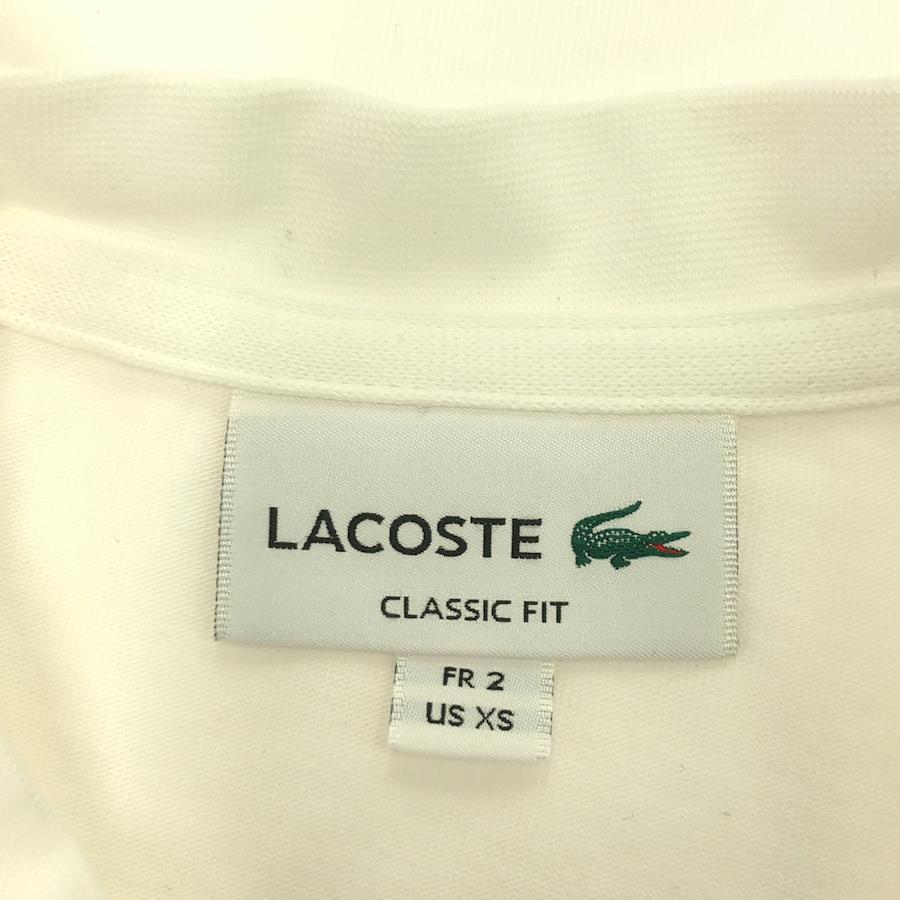 LACOSTE
CLASSIC FIT
FR 2
US XS